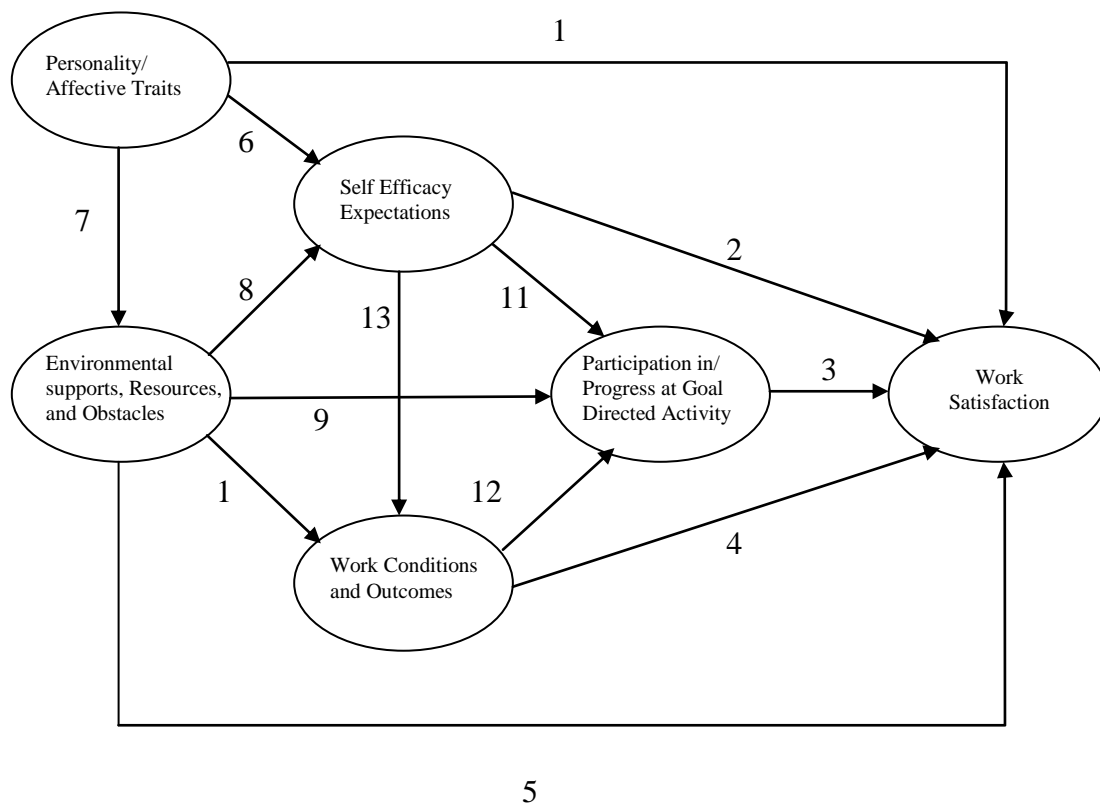 1
Personality/
Affective Traits
6
Self Efficacy
Expectations
7
2
8
11
13
Environmental
supports, Resources,
and Obstacles
Participation in/
Progress at Goal
Directed Activity
3
Work
Satisfaction
9
1
12
4
Work Conditions
and Outcomes
5